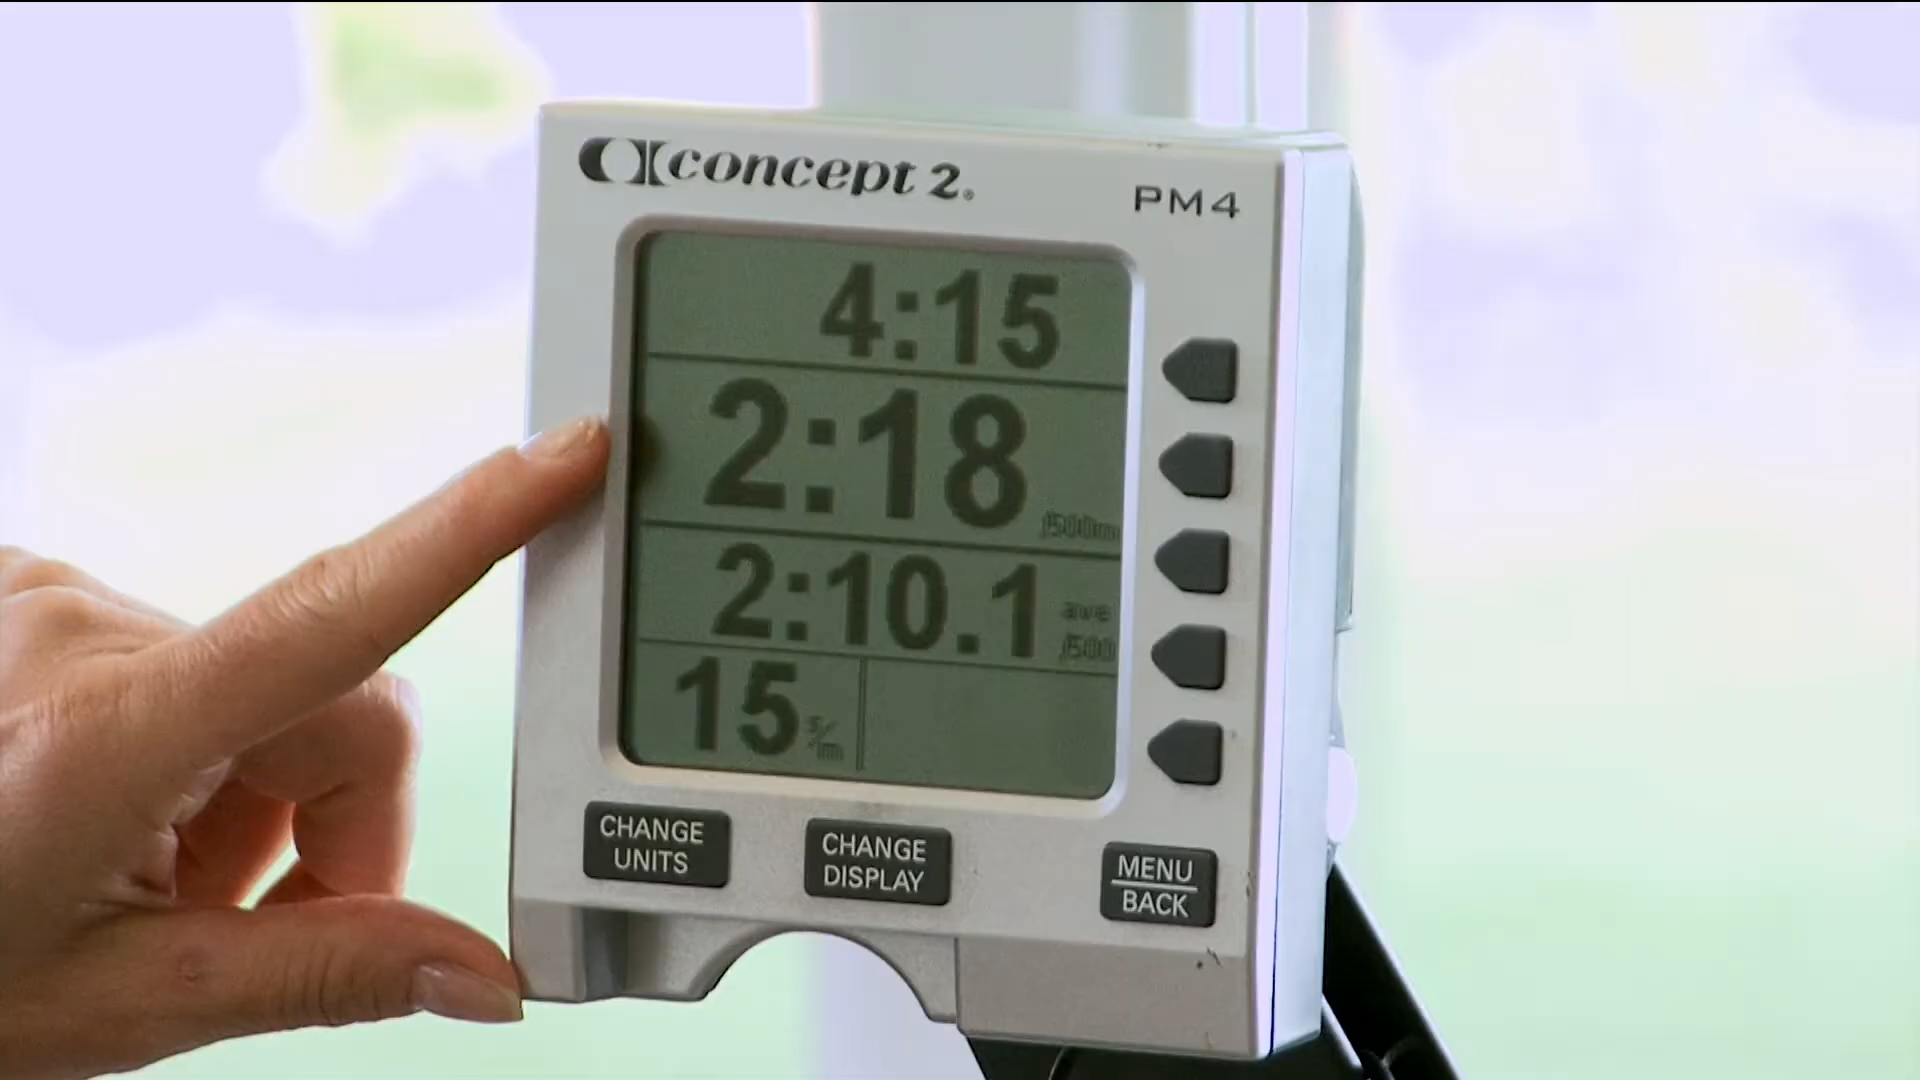 concept 2®
PM4
4:15
2:18 /500m
2:10.1 ave /500
15 s/m
CHANGE UNITS
CHANGE DISPLAY
MENU
BACK